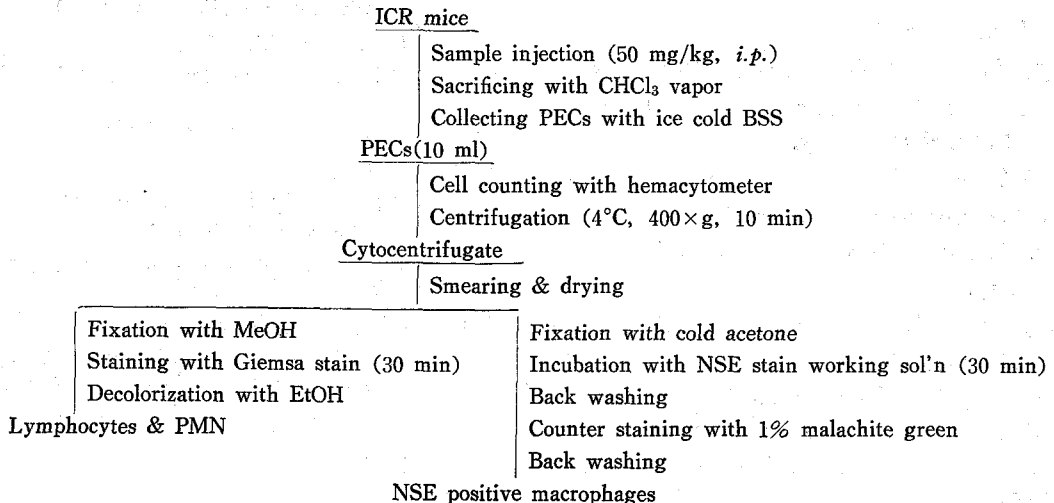 ICR mice
Sample injection (50 mg/kg, i.p.)
Sacrificing with CHCl₃ vapor
Collecting PECs with ice cold BSS
PECs(10 ml)
Cell counting with hemacytometer
Centrifugation (4°C, 400×g, 10 min)
Cytocentrifugate
Smearing & drying
Fixation with MeOH
Staining with Giemsa stain (30 min)
Decolorization with EtOH
Lymphocytes & PMN
Fixation with cold acetone
Incubation with NSE stain working sol'n (30 min)
Back washing
Counter staining with 1% malachite green
Back washing
NSE positive macrophages